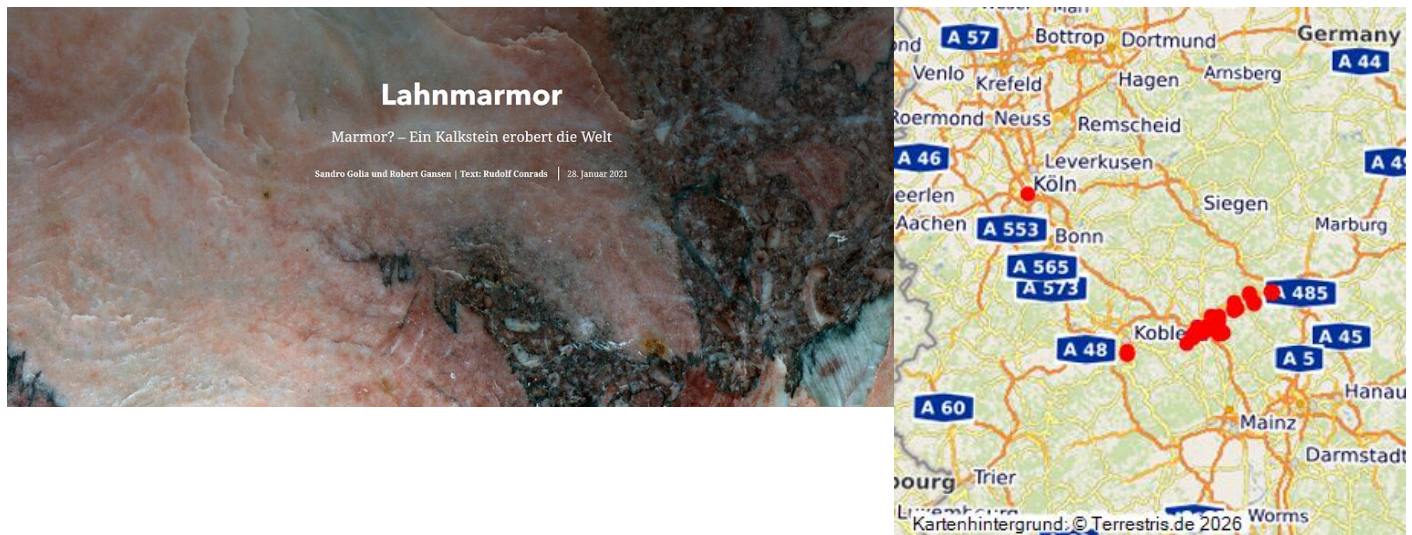 Lahnmarmor
Marmor? – Ein Kalkstein erobert die Welt
Sandro Golia und Robert Gansen | Text: Rudolf Conrads | 28. Januar 2021
A 57
Bottrop
Dortmund
Germany
A 44
Venlo
Krefeld
Hagen
Arnsberg
Roermond
Neuss
Remscheid
A 46
Leverkusen
Köln
Siegen
Aachen
A 553
Bonn
Marburg
A 565
A 573
A 485
A 48
A 45
A 5
Hanau
A 60
Mainz
Darmstadt
Trier
Worms
Kartenhintergrund: © Terrestris.de 2026